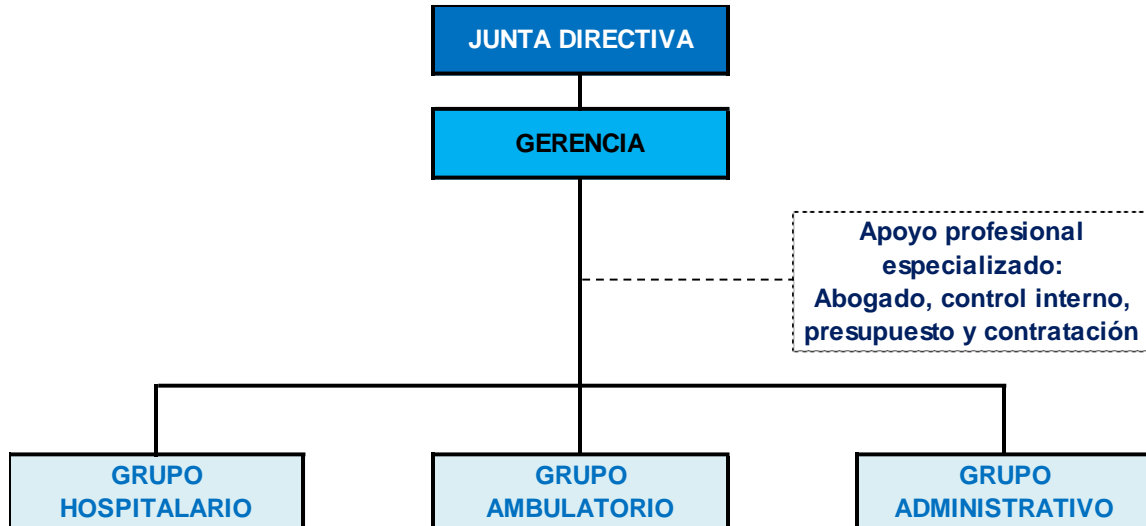 JUNTA DIRECTIVA
GERENCIA
Apoyo profesional
especializado:
Abogado, control interno,
presupuesto y contratación
GRUPO
HOSPITALARIO
GRUPO
AMBULATORIO
GRUPO
ADMINISTRATIVO